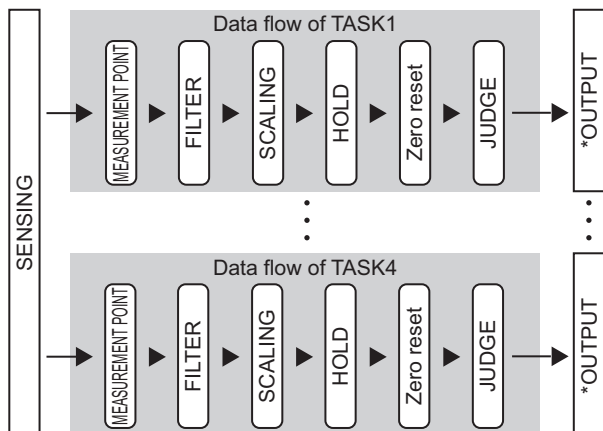 SENSING
Data flow of TASK1
MEASUREMENT POINT
FILTER
SCALING
HOLD
Zero reset
JUDGE
*OUTPUT
Data flow of TASK4
MEASUREMENT POINT
FILTER
SCALING
HOLD
Zero reset
JUDGE
*OUTPUT